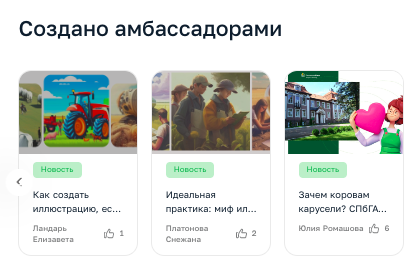 Создано амбассадорами
Новость
Как создать
иллюстрацию, ес...
Ландарь
Елизавета
1
Новость
Идеальная
практика: миф ил...
Платонова
Снежана
2
Новость
Зачем коровам
карусели? СПбГА...
Юлия Ромашова
6